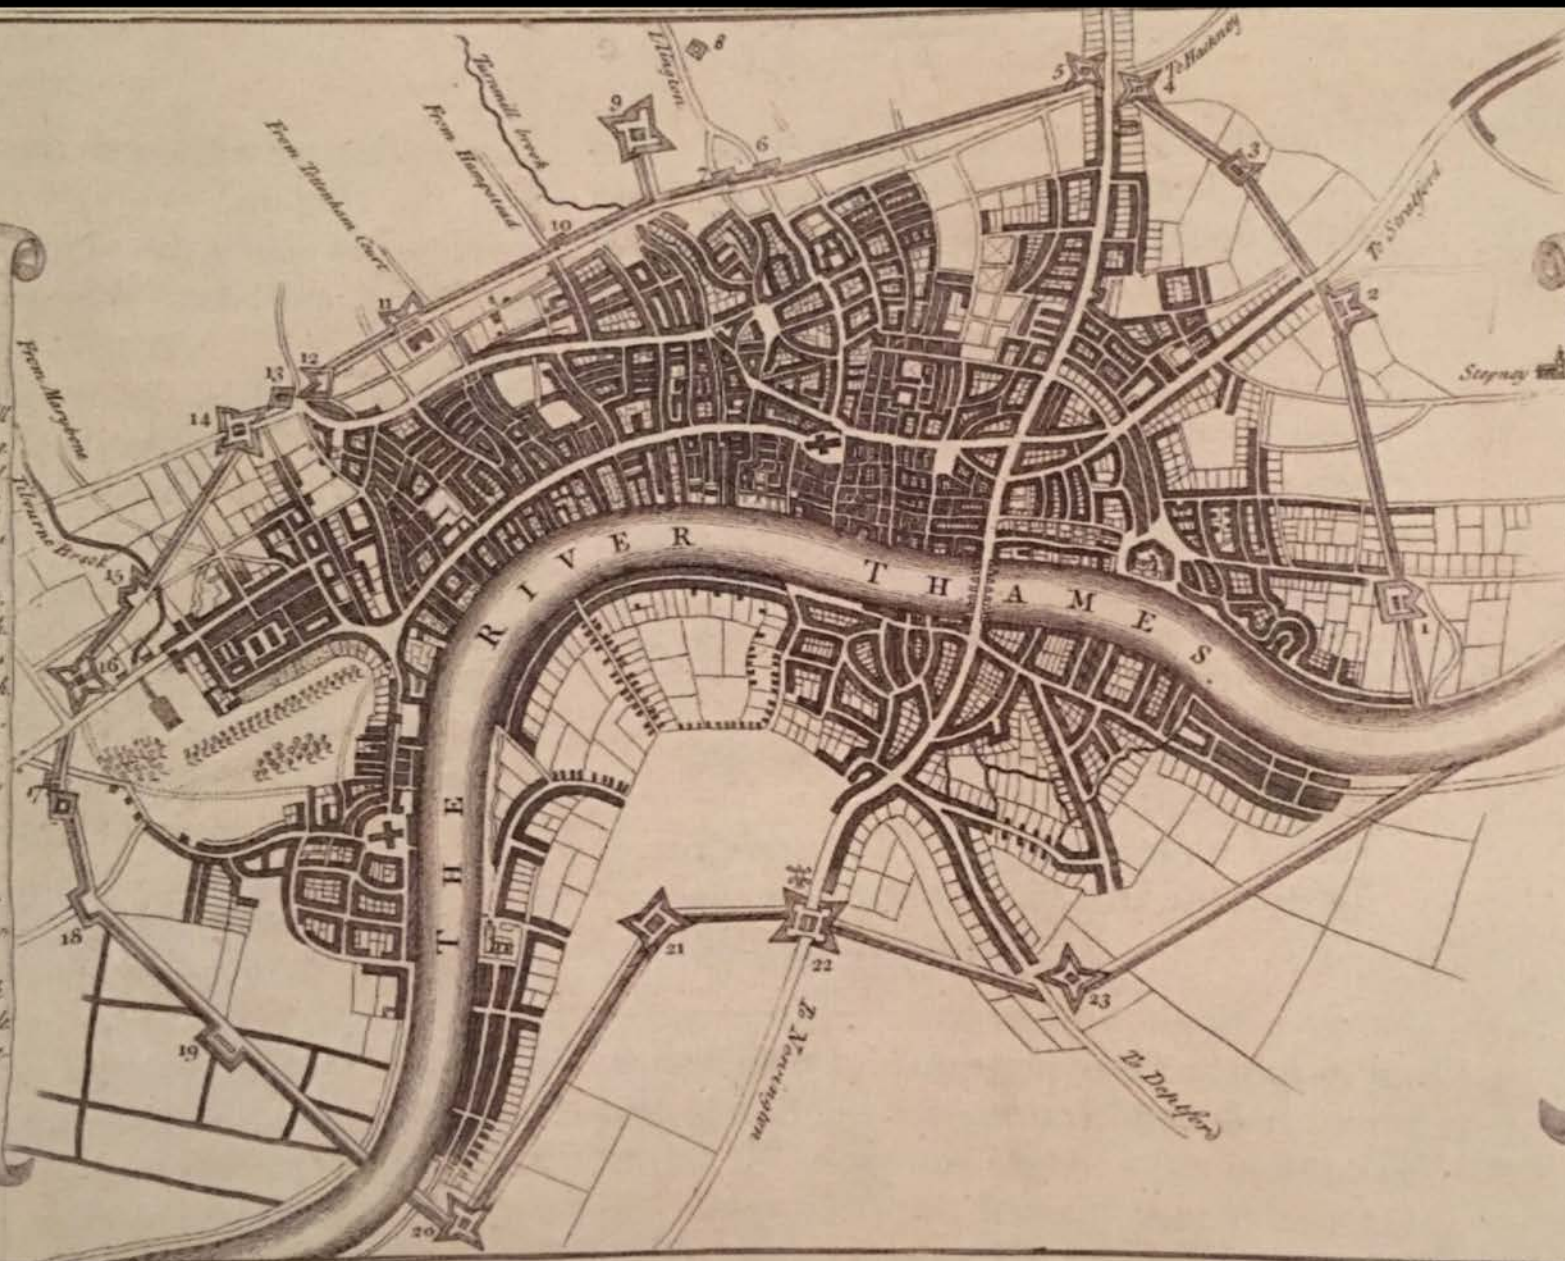 8
Islington
Turnmill brook
9
From Hampstead
From Tottenham Court
5
To Hackney
4
6
7
3
To Stratford
10
2
11
Stepney
12
13
14
From Marybone
15
16
1
THE RIVER THAMES
17
18
21
22
23
19
To Newington
To Deptford
20